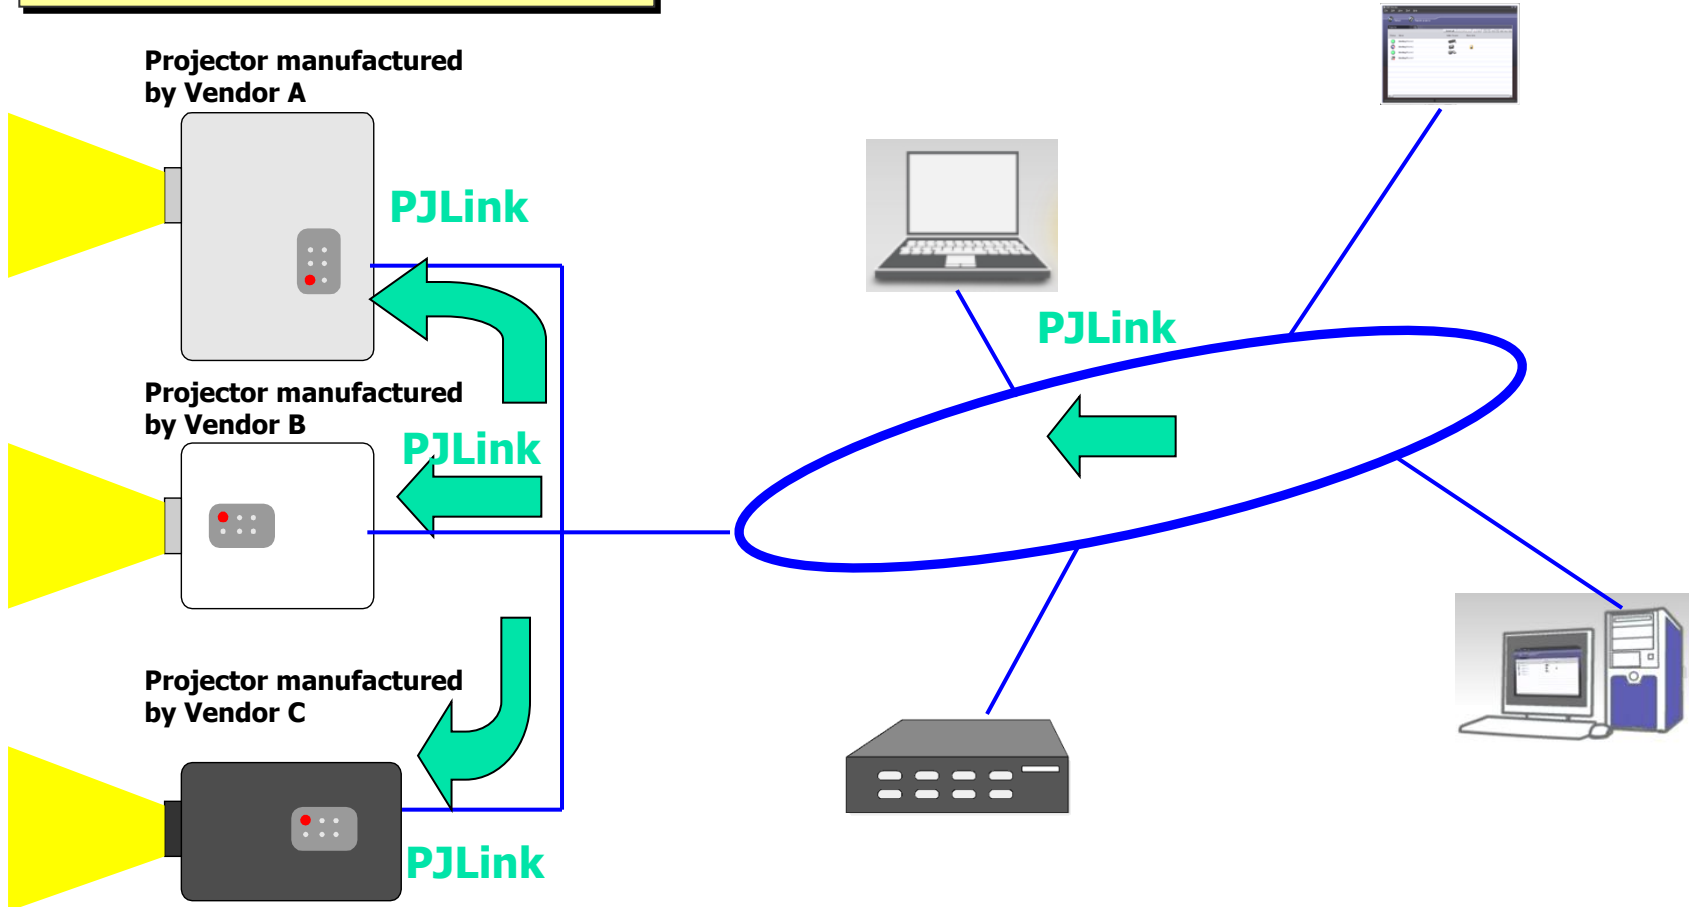 Projector manufactured
by Vendor A
PJLink
PJLink
Projector manufactured
by Vendor B
PJLink
Projector manufactured
by Vendor C
PJLink